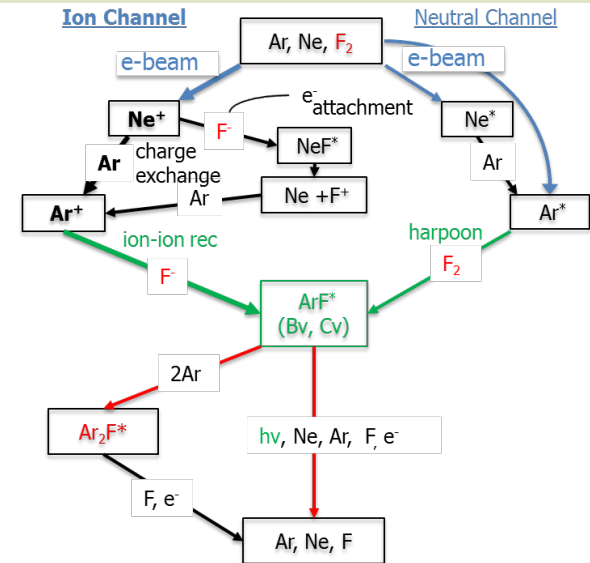 Ion Channel
Neutral Channel
Ar, Ne, F₂
e-beam
e-beam
e⁻
attachment
Ne⁺
F⁻
Ne*
NeF*
Ar
charge
exchange
Ar
Ne +F⁺
Ar
Ar⁺
Ar*
ion-ion rec
harpoon
F⁻
F₂
ArF*
(Bv, Cv)
2Ar
Ar₂F*
hv, Ne, Ar, F, e⁻
F, e⁻
Ar, Ne, F